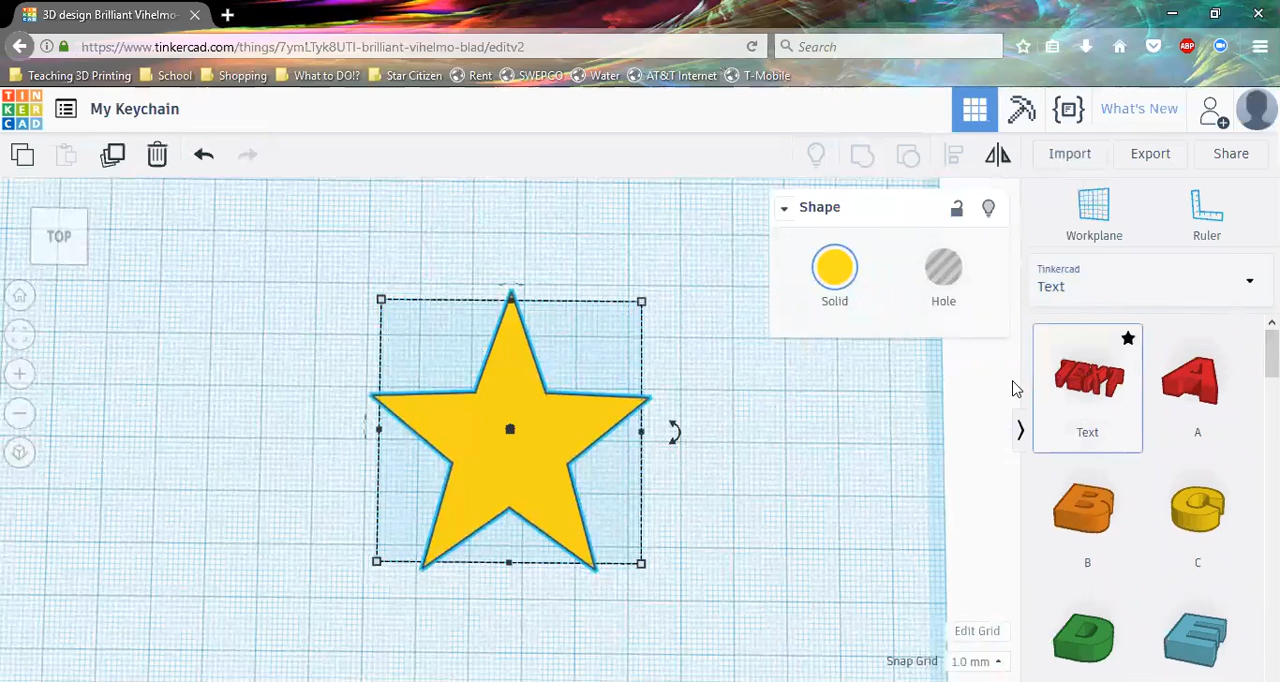 3D design Brilliant Vihelmo-
https://www.tinkercad.com/things/7ymLTyk8UTI-brilliant-vihelmo-blad/editv2
Search
ABP
Teaching 3D Printing School Shopping What to DO!? Star Citizen Rent SWEPCO Water AT&T Internet T-Mobile
TIN
KER
CAD
My Keychain
What's New
Import Export Share
TOP
Shape
Solid Hole
Workplane Ruler
Tinkercad
Text
TEXT
Text
A
A
B
B
C
C
D
E
Edit Grid
Snap Grid 1.0 mm